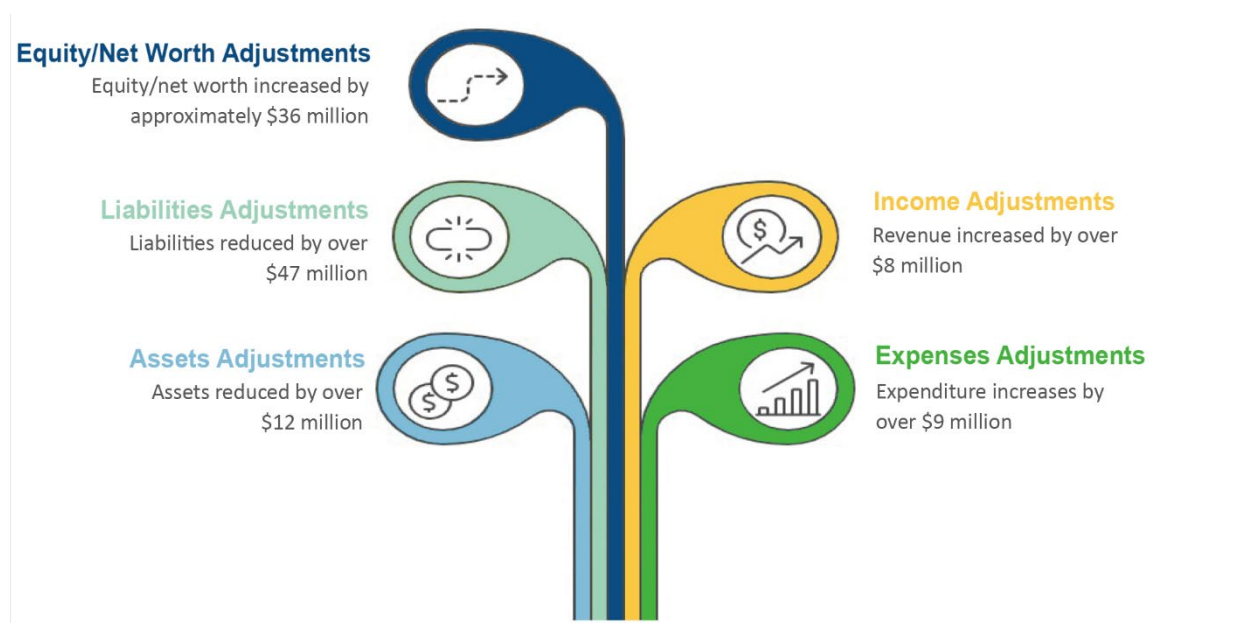 Equity/Net Worth Adjustments
Equity/net worth increased by
approximately $36 million
Liabilities Adjustments
Liabilities reduced by over
$47 million
Assets Adjustments
Assets reduced by over
$12 million
Income Adjustments
Revenue increased by over
$8 million
Expenses Adjustments
Expenditure increases by
over $9 million
$
$
$